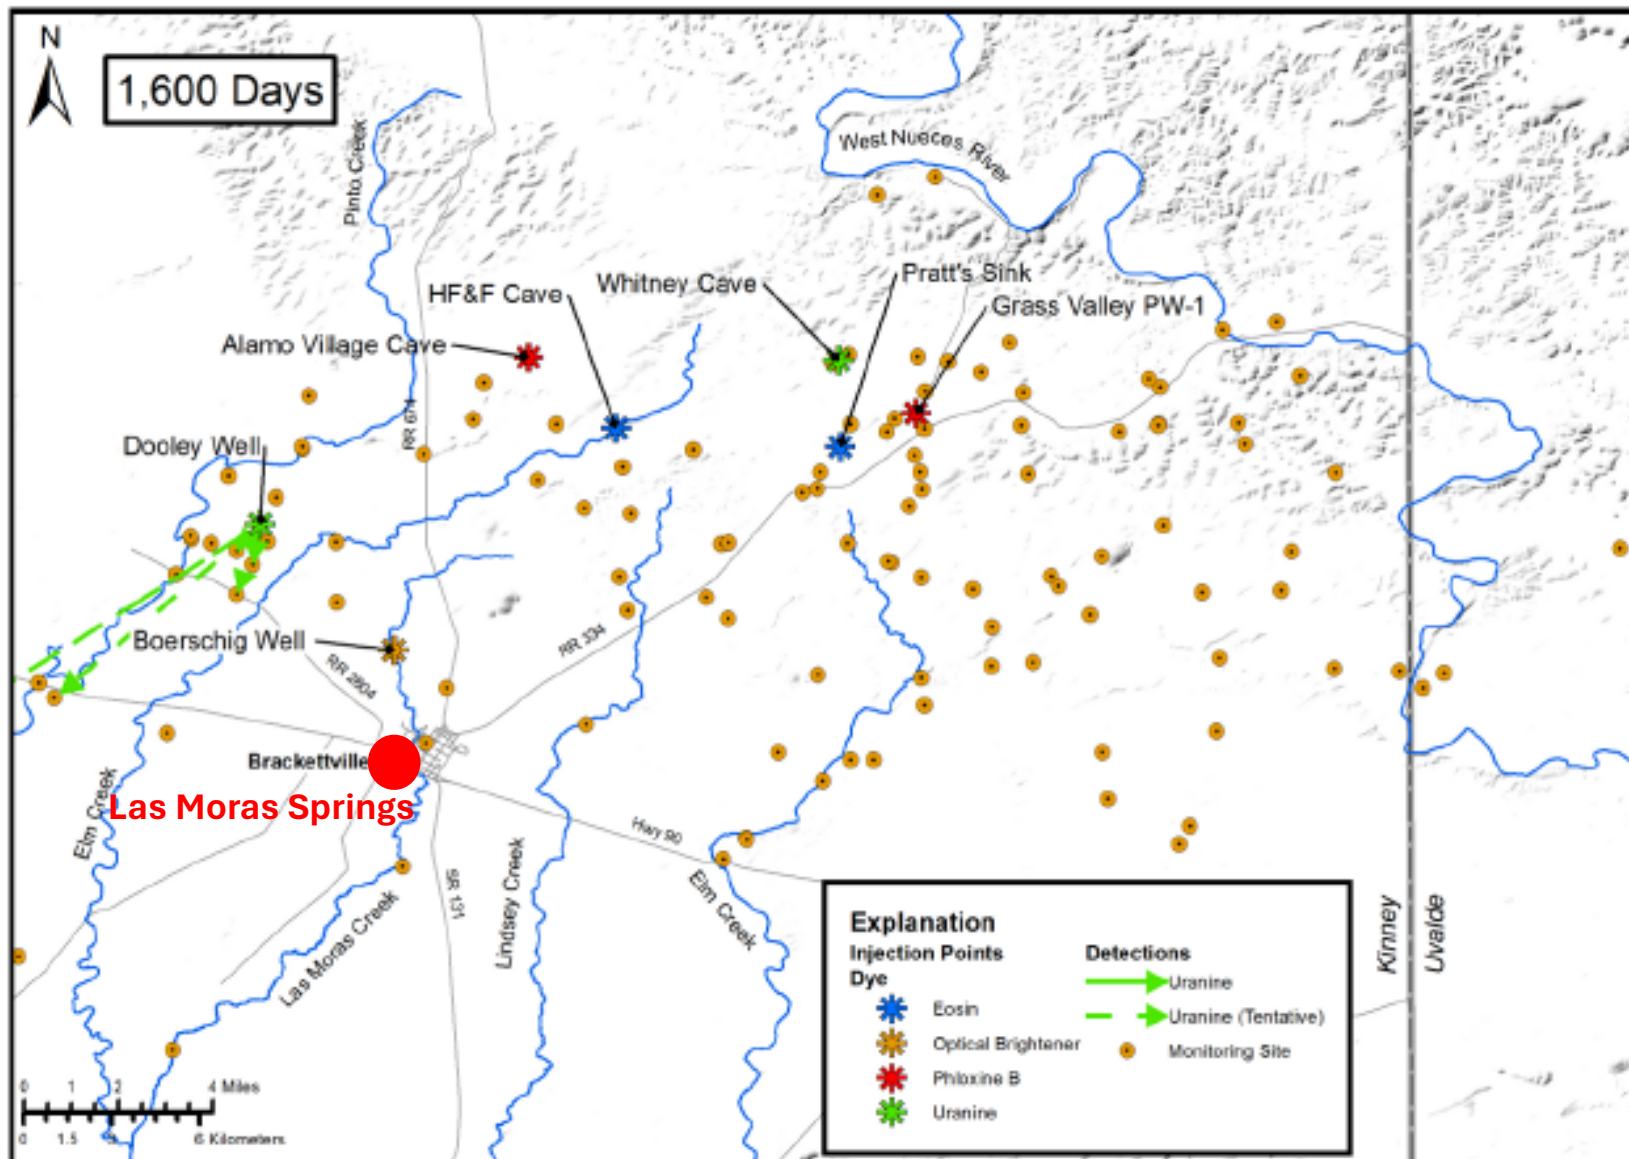 N
1,600 Days
Pinto Creek
West Nueces River
HF&F Cave
Whitney Cave
Pratt's Sink
Grass Valley PW-1
Alamo Village Cave
RR 674
Dooley Well
Boerschig Well
RR 2804
RR 334
Brackettville
Las Moras Springs
Elm Creek
Hwy 90
SR 131
Lindsey Creek
Elm Creek
Las Moras Creek
Kinney
Uvalde
Explanation
Injection Points
Dye
Eosin
Optical Brightener
Phloxine B
Uranine
Detections
Uranine
Uranine (Tentative)
Monitoring Site
0 1 2 4 Miles
0 1.5 3 6 Kilometers